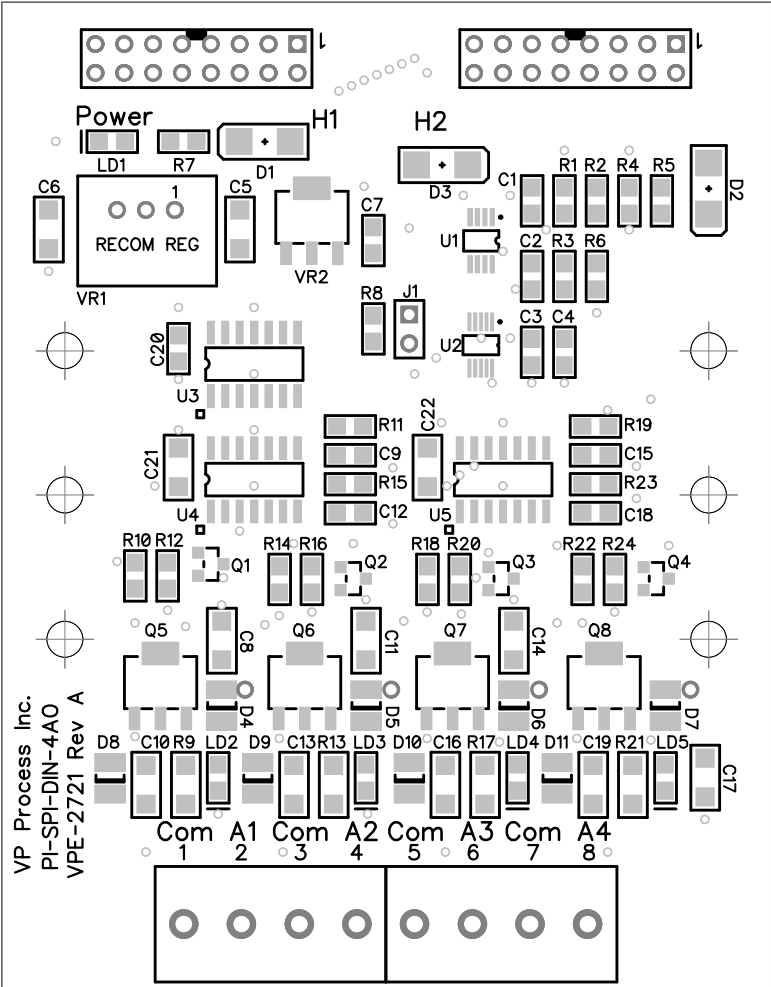 1
1
Power
H1
H2
LD1
R7
D1
D3
C1
R1
R2
R4
R5
D2
C6
1
C5
C7
RECOM REG
U1
VR1
VR2
C2
R3
R6
R8
J1
C20
U2
C3
C4
U3
R11
C22
R19
C21
C9
C15
R15
R23
U4
C12
U5
C18
R10
R12
Q1
R14
R16
Q2
R18
R20
Q3
R22
R24
Q4
Q5
C8
Q6
C11
Q7
C14
Q8
D4
D5
D6
D7
D8
C10
R9
LD2
D9
C13
R13
LD3
D10
C16
R17
LD4
D11
C19
R21
LD5
C17
VP Process Inc.
PI-SPI-DIN-4AO
VPE-2721 Rev A
Com A1 Com A2 Com A3 Com A4
1 2 3 4 5 6 7 8